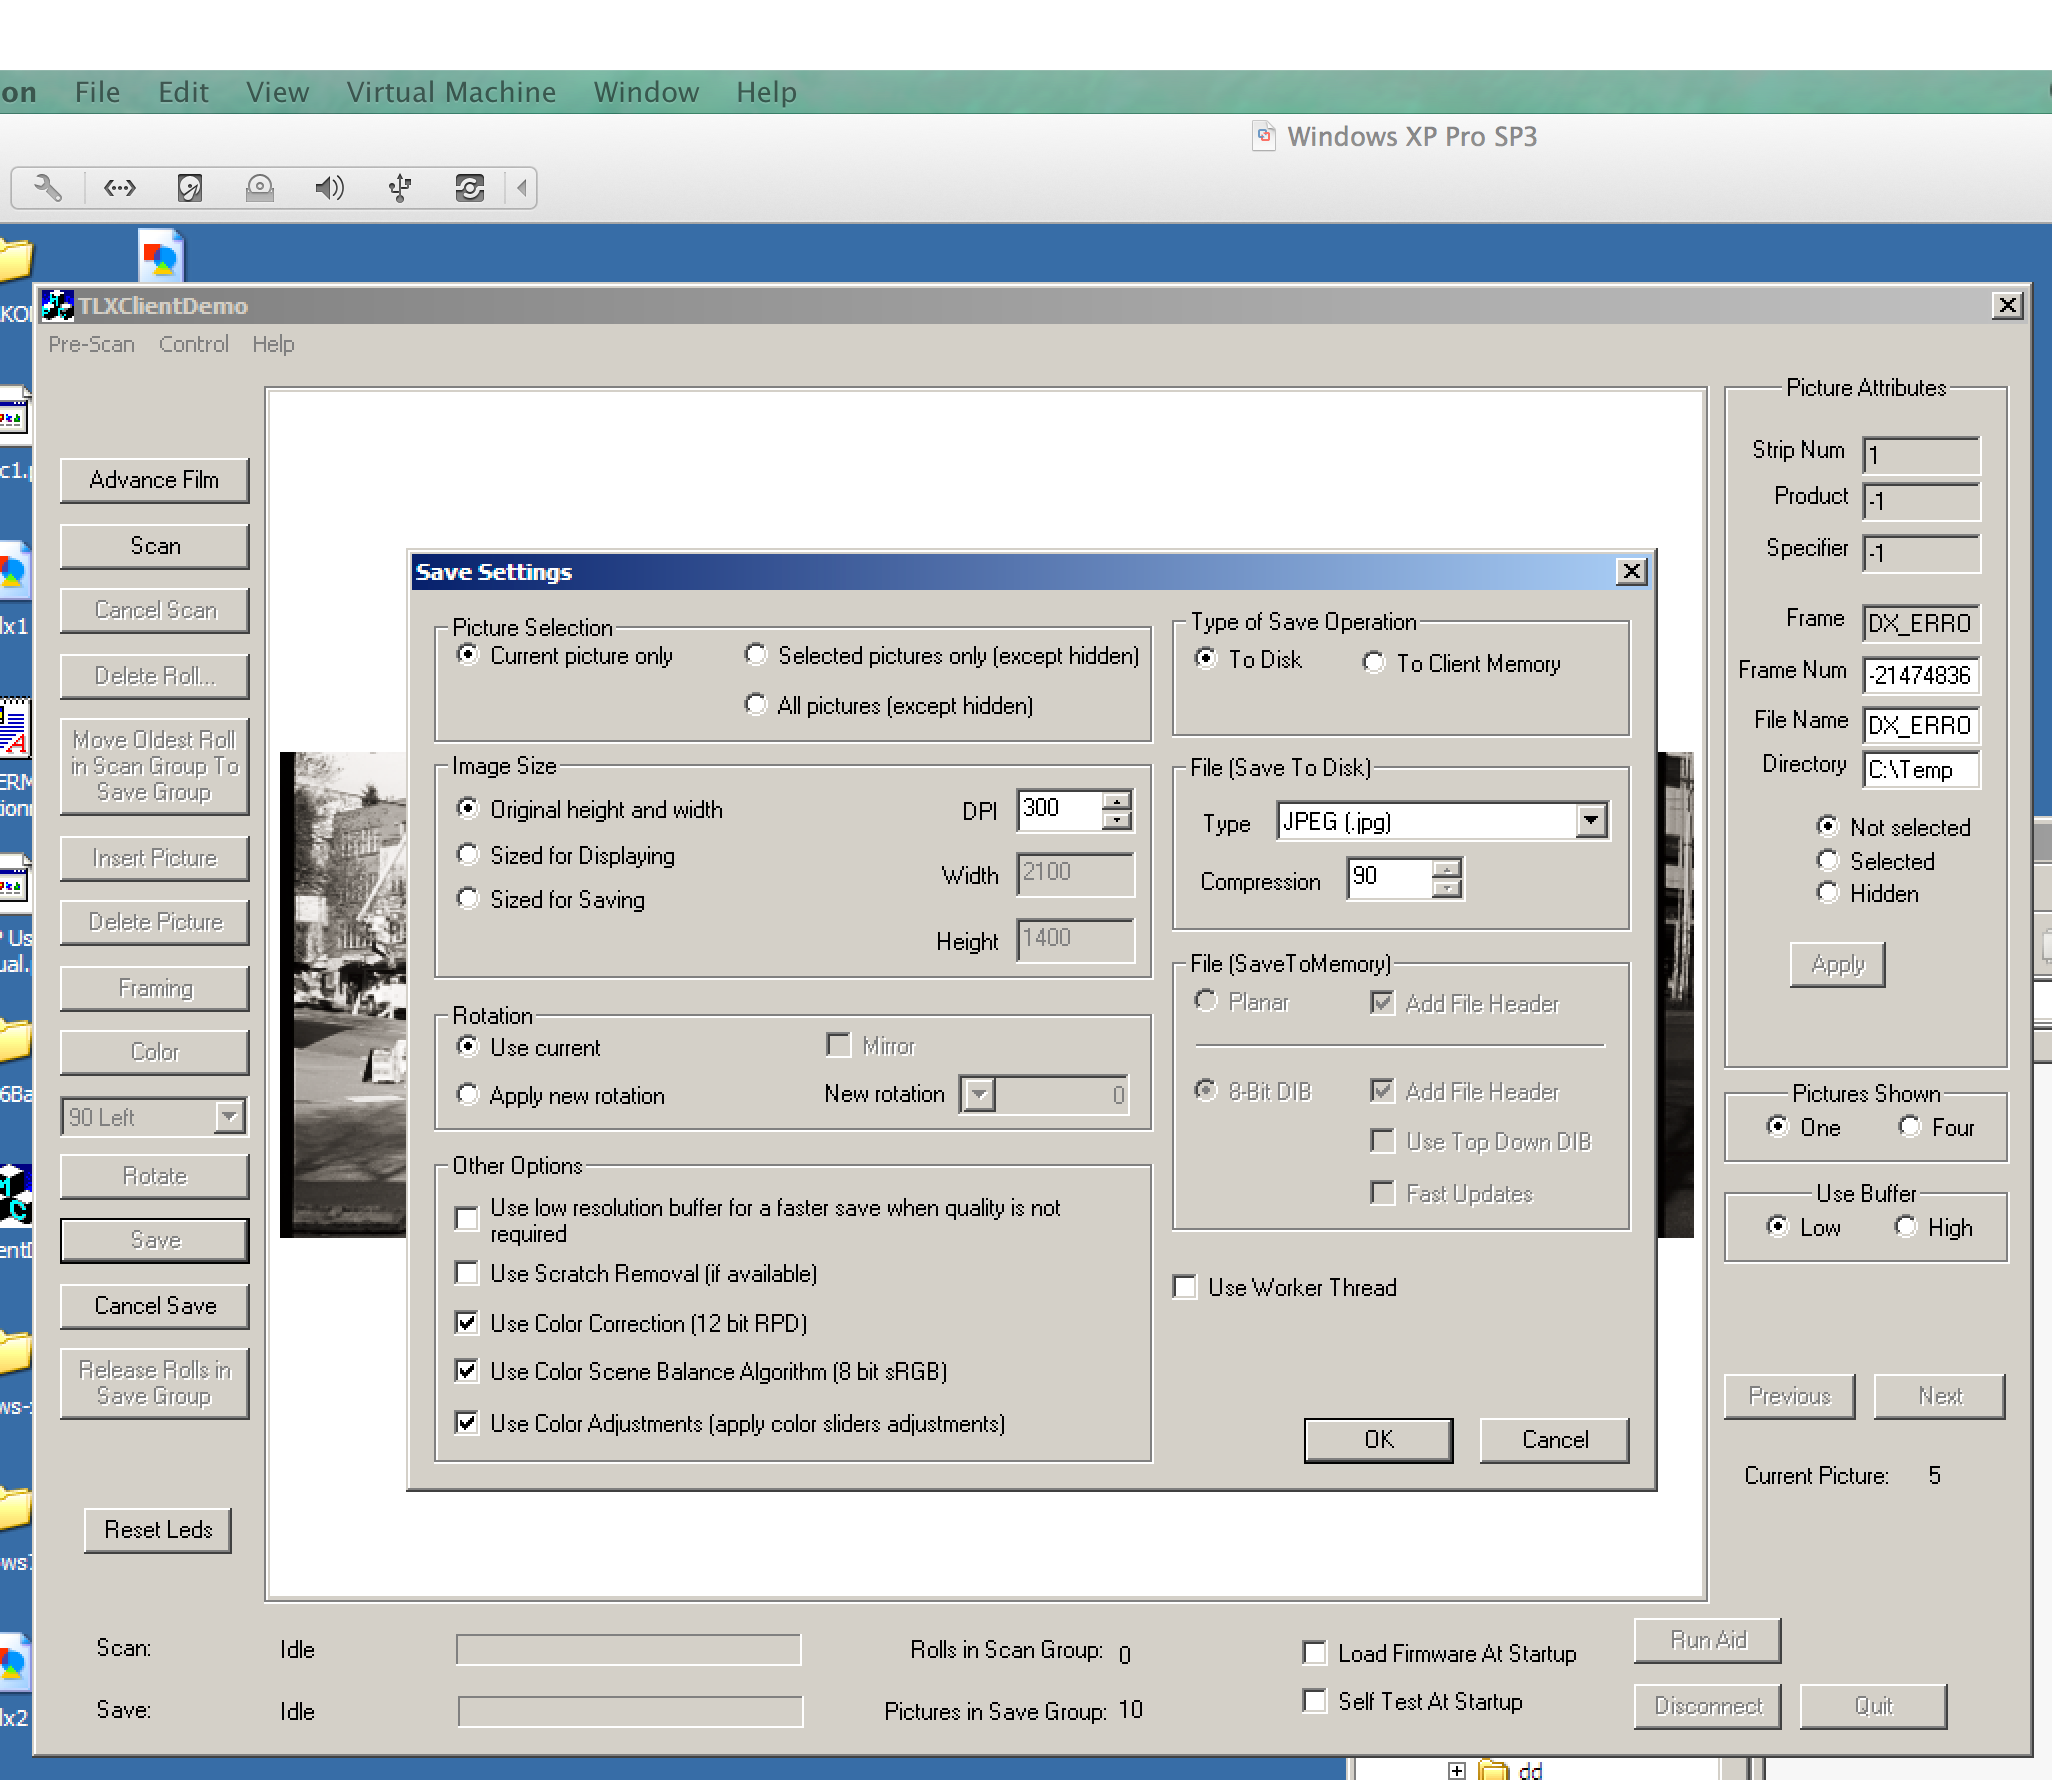 on File Edit View Virtual Machine Window Help
Windows XP Pro SP3
TLXClientDemo
Pre-Scan Control Help
Advance Film
Scan
Cancel Scan
Delete Roll...
Move Oldest Roll
in Scan Group To
Save Group
Insert Picture
Delete Picture
Framing
Color
90 Left
Rotate
Save
Cancel Save
Release Rolls in
Save Group
Reset Leds
Save Settings
Picture Selection
Current picture only
Selected pictures only (except hidden)
All pictures (except hidden)
Image Size
Original height and width
Sized for Displaying
Sized for Saving
DPI 300
Width 2100
Height 1400
Rotation
Use current
Mirror
Apply new rotation
New rotation 0
Other Options
Use low resolution buffer for a faster save when quality is not
required
Use Scratch Removal (if available)
Use Color Correction (12 bit RPD)
Use Color Scene Balance Algorithm (8 bit sRGB)
Use Color Adjustments (apply color sliders adjustments)
Type of Save Operation
To Disk
To Client Memory
File (Save To Disk)
Type JPEG (.jpg)
Compression 90
File (SaveToMemory)
Planar
Add File Header
8-Bit DIB
Add File Header
Use Top Down DIB
Fast Updates
Use Worker Thread
OK
Cancel
Picture Attributes
Strip Num 1
Product -1
Specifier -1
Frame DX_ERRO
Frame Num -21474836
File Name DX_ERRO
Directory C:\Temp
Not selected
Selected
Hidden
Apply
Pictures Shown
One Four
Use Buffer
Low High
Previous Next
Current Picture: 5
Scan: Idle
Rolls in Scan Group: 0
Load Firmware At Startup
Run Aid
Save: Idle
Pictures in Save Group: 10
Self Test At Startup
Disconnect
Quit
KO
c1.
lx1
ERM
ion
Us
ual.
6Ba
ent
ws-
ws
lx2
dd